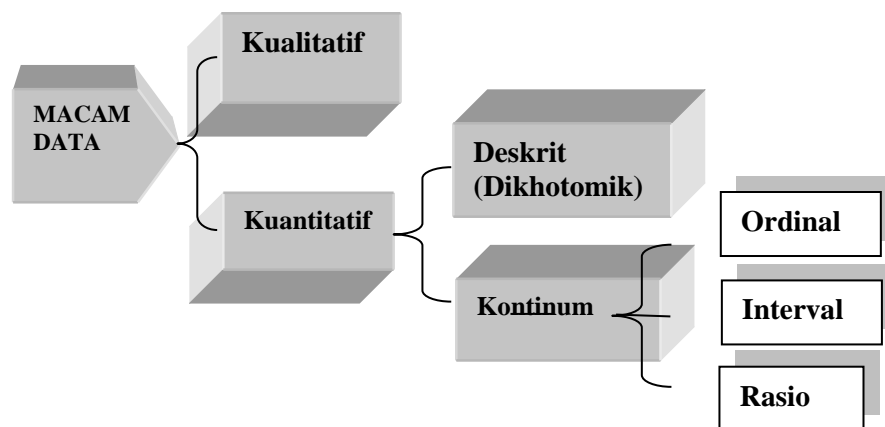 Kualitatif
MACAM
DATA
Kuantitatif
Deskrit
(Dikhotomik)
Kontinum
Ordinal
Interval
Rasio